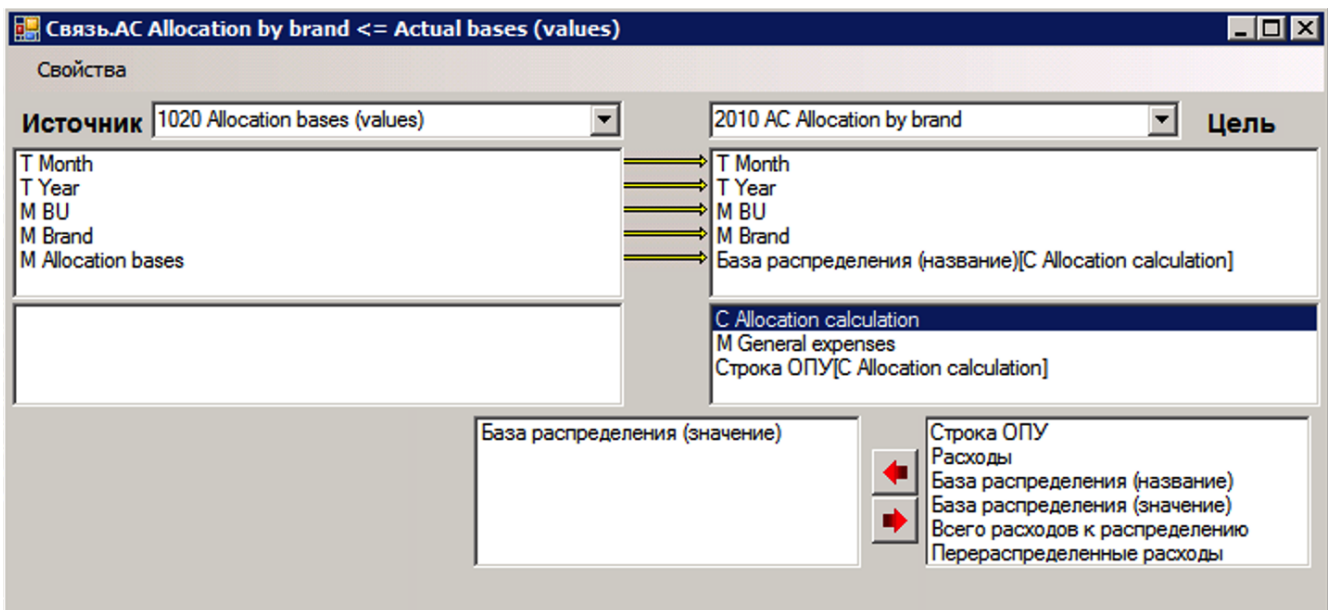 Связь.AC Allocation by brand <= Actual bases (values)
Свойства
Источник 1020 Allocation bases (values) 2010 AC Allocation by brand Цель
T Month T Month
T Year T Year
M BU M BU
M Brand M Brand
M Allocation bases База распределения (название)[C Allocation calculation]
C Allocation calculation
M General expenses
Строка ОПУ[C Allocation calculation]
База распределения (значение) Строка ОПУ
Расходы
База распределения (название)
База распределения (значение)
Всего расходов к распределению
Перераспределенные расходы